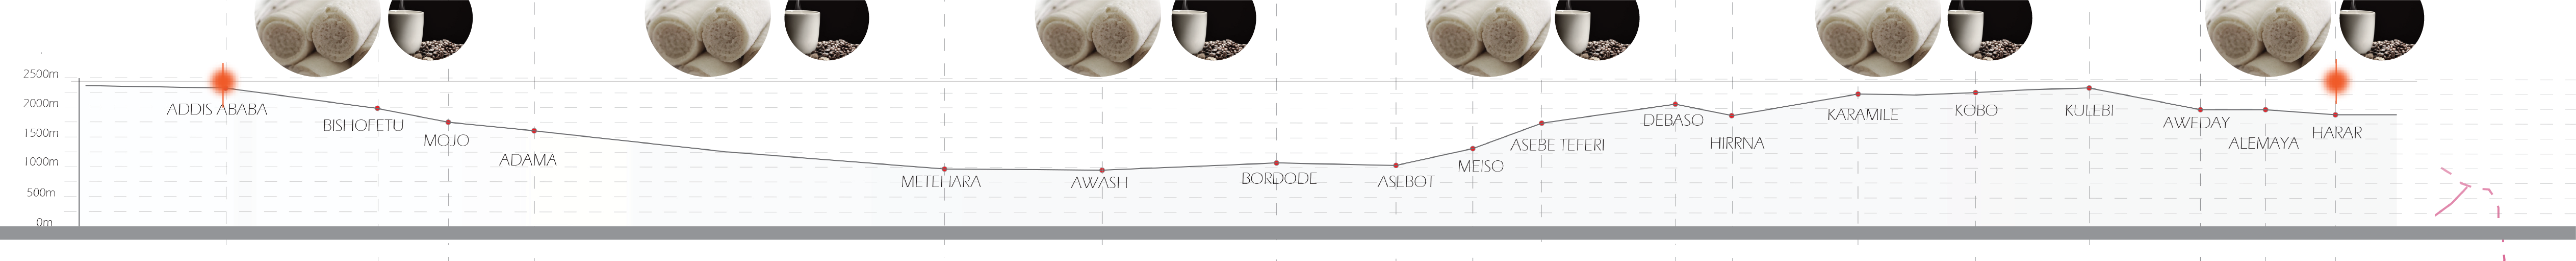 2500m
2000m
1500m
1000m
500m
0m
ADDIS ABABA
BISHOFETU
MOJO
ADAMA
METEHARA
AWASH
BORDODE
ASEBOT
MEISO
ASEBE TEFERI
DEBASO
HIRRNA
KARAMILE
KOBO
KULEBI
AWEDAY
ALEMAYA
HARAR